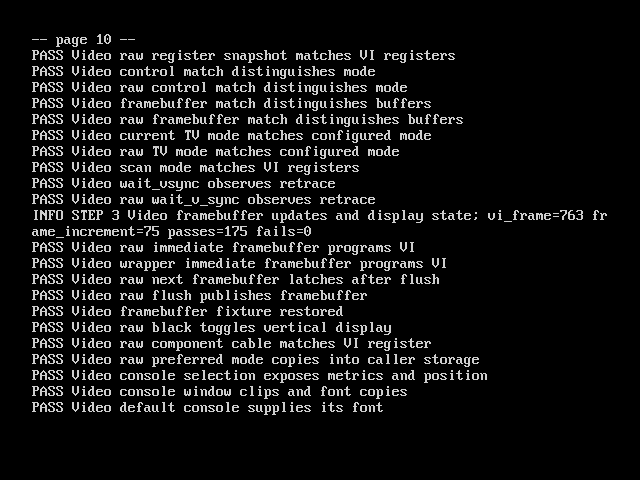 -- page 10 --
PASS Video raw register snapshot matches VI registers
PASS Video control match distinguishes mode
PASS Video raw control match distinguishes mode
PASS Video framebuffer match distinguishes buffers
PASS Video raw framebuffer match distinguishes buffers
PASS Video current TV mode matches configured mode
PASS Video raw TV mode matches configured mode
PASS Video scan mode matches VI registers
PASS Video wait_vsync observes retrace
PASS Video raw wait_v_sync observes retrace
INFO STEP 3 Video framebuffer updates and display state; vi_frame=763 fr
ame_increment=75 passes=175 fails=0
PASS Video raw immediate framebuffer programs VI
PASS Video wrapper immediate framebuffer programs VI
PASS Video raw next framebuffer latches after flush
PASS Video raw flush publishes framebuffer
PASS Video framebuffer fixture restored
PASS Video raw black toggles vertical display
PASS Video raw component cable matches VI register
PASS Video raw preferred mode copies into caller storage
PASS Video console selection exposes metrics and position
PASS Video console window clips and font copies
PASS Video default console supplies its font